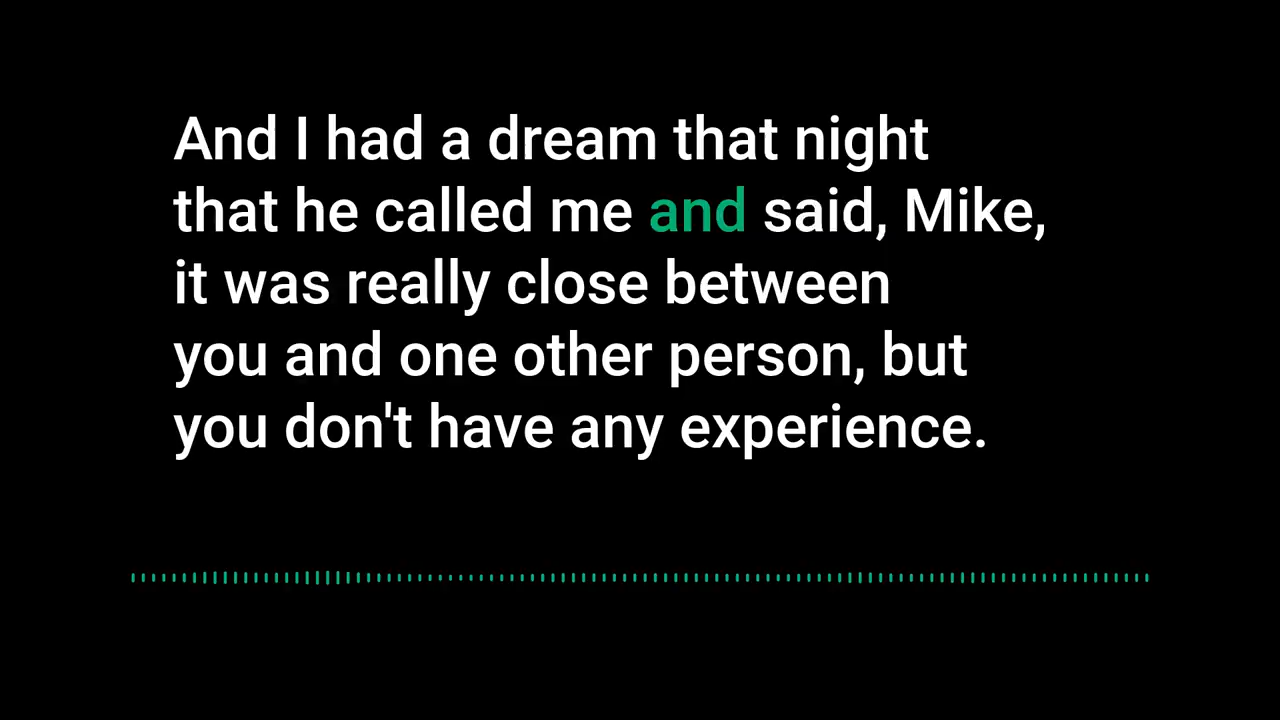 And I had a dream that night
that he called me and said, Mike,
it was really close between
you and one other person, but
you don't have any experience.